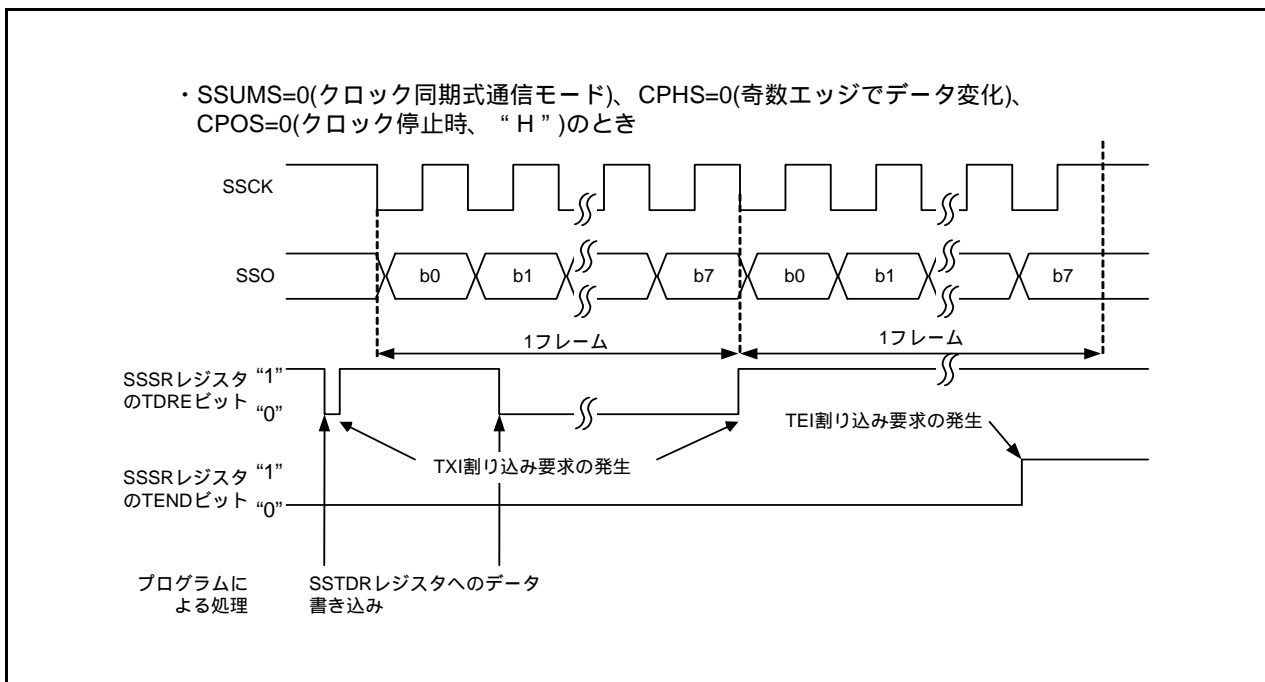 ・SSUMS=0(クロック同期式通信モード)、CPHS=0(奇数エッジでデータ変化)、
CPOS=0(クロック停止時、“H”)のとき
SSCK
SSO
b0
b1
b7
b0
b1
b7
1フレーム
1フレーム
SSSRレジスタ
のTDREビット
“1”
“0”
TEI割り込み要求の発生
TXI割り込み要求の発生
SSSRレジスタ
のTENDビット
“1”
“0”
プログラムに
よる処理
SSTDRレジスタへのデータ
書き込み